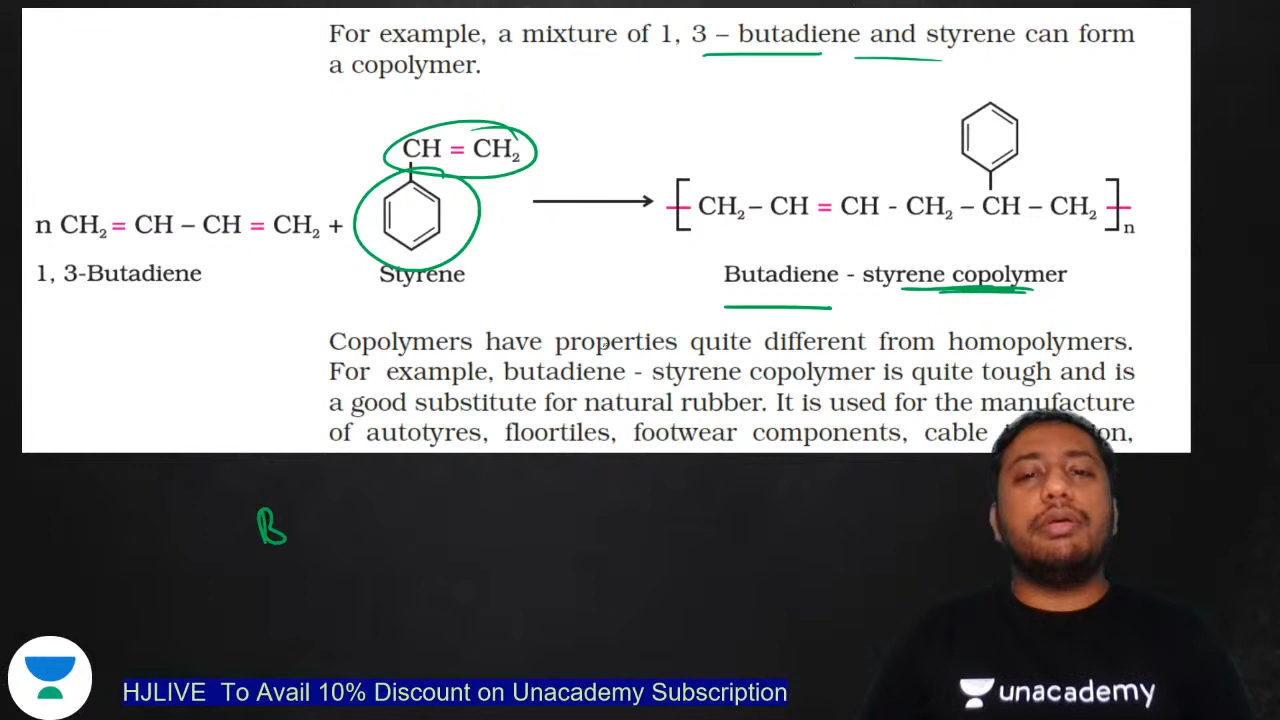 For example, a mixture of 1, 3 – butadiene and styrene can form
a copolymer.
CH = CH₂
n CH₂ = CH – CH = CH₂ +
[ CH₂ – CH = CH - CH₂ – CH – CH₂ ]n
1, 3-Butadiene
Styrene
Butadiene - styrene copolymer
Copolymers have properties quite different from homopolymers.
For example, butadiene - styrene copolymer is quite tough and is
a good substitute for natural rubber. It is used for the manufacture
of autotyres, floortiles, footwear components, cable
B
HJLIVE To Avail 10% Discount on Unacademy Subscription
unacademy